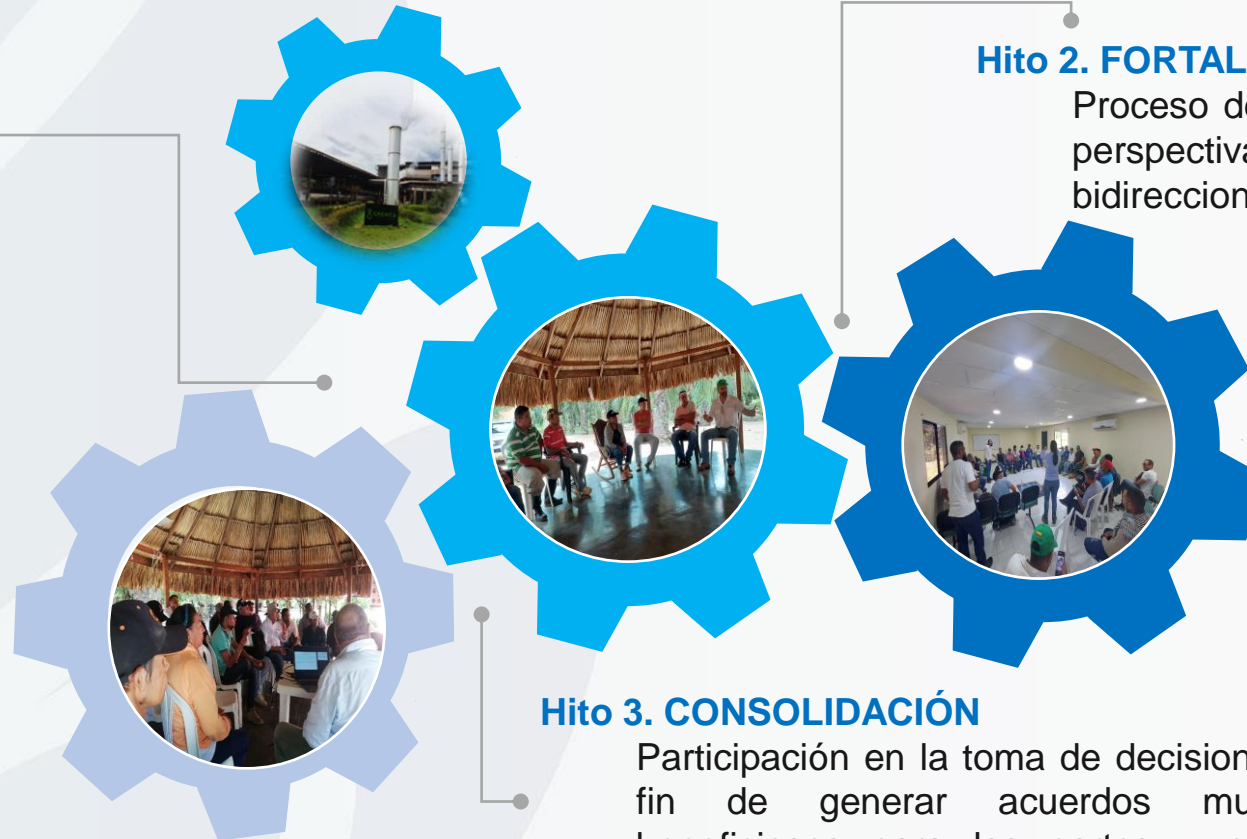 Hito 2. FORTAL
Proceso de
perspectiva
bidireccion
Hito 3. CONSOLIDACIÓN
Participación en la toma de decision
fin de generar acuerdos mu